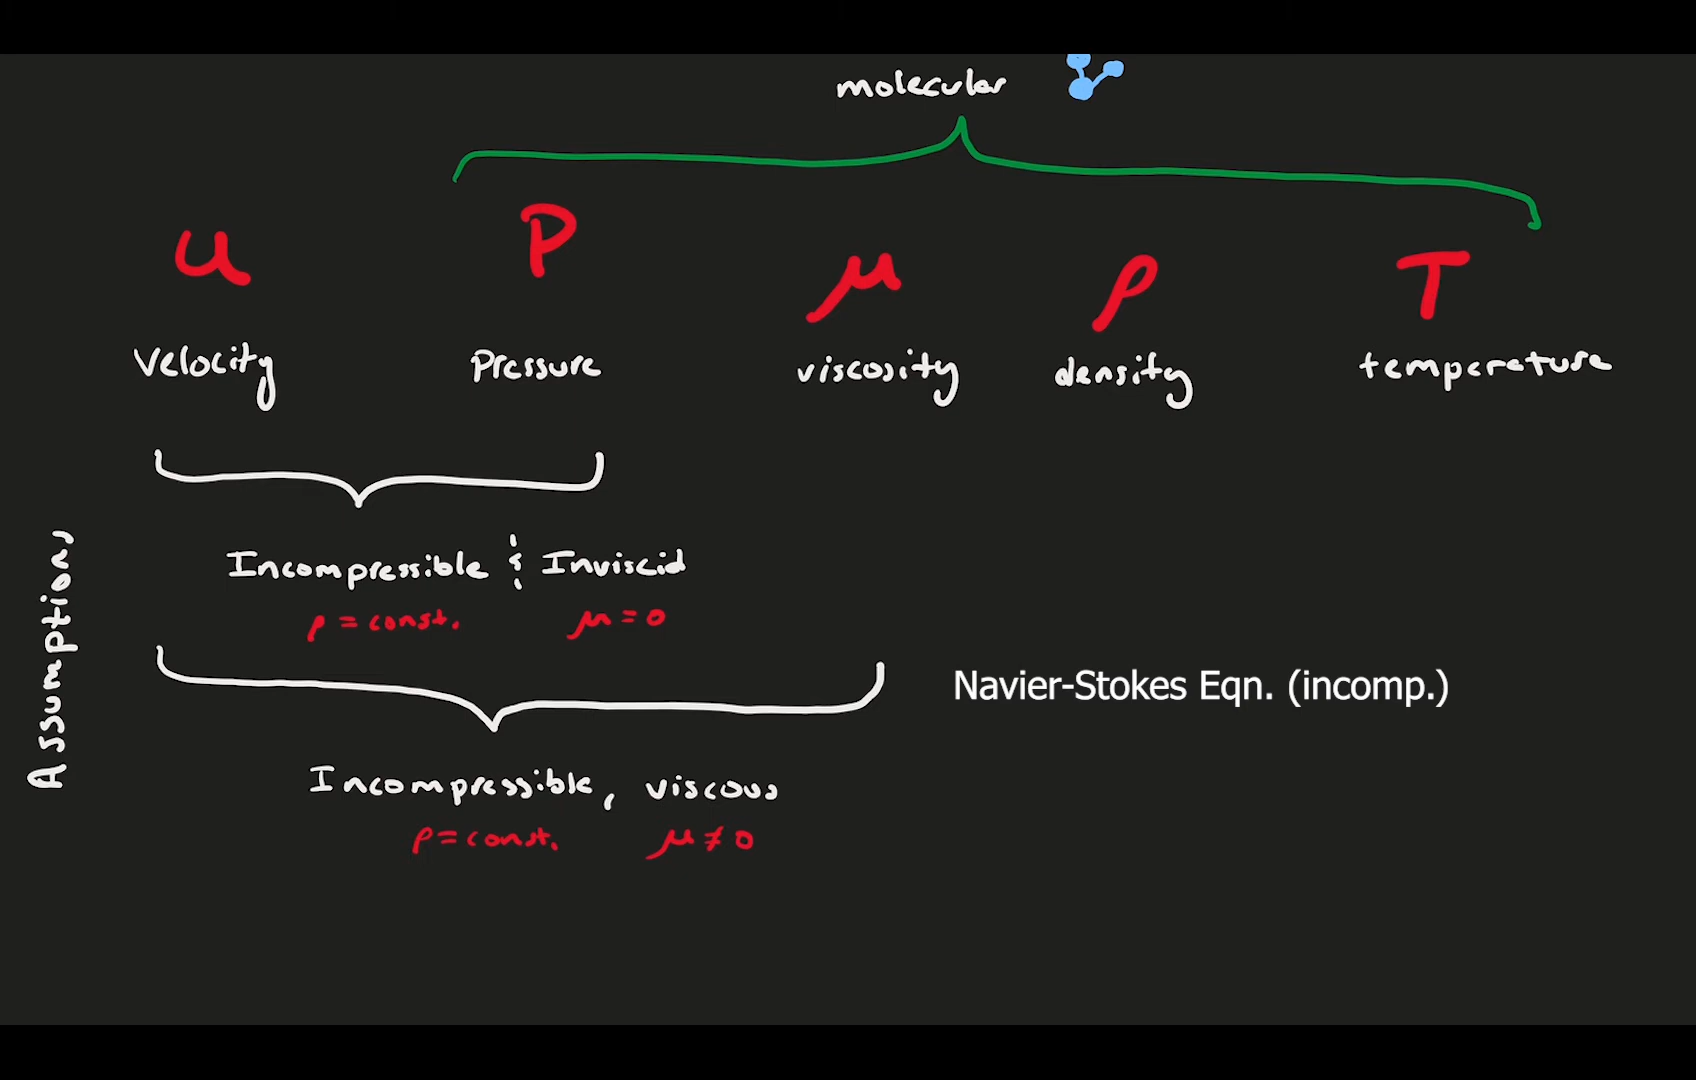 molecular
u P μ ρ T
velocity pressure viscosity density temperature
Assumptions
Incompressible & Inviscid
ρ = const. μ = 0
Navier-Stokes Eqn. (incomp.)
Incompressible, viscous
ρ = const. μ ≠ 0